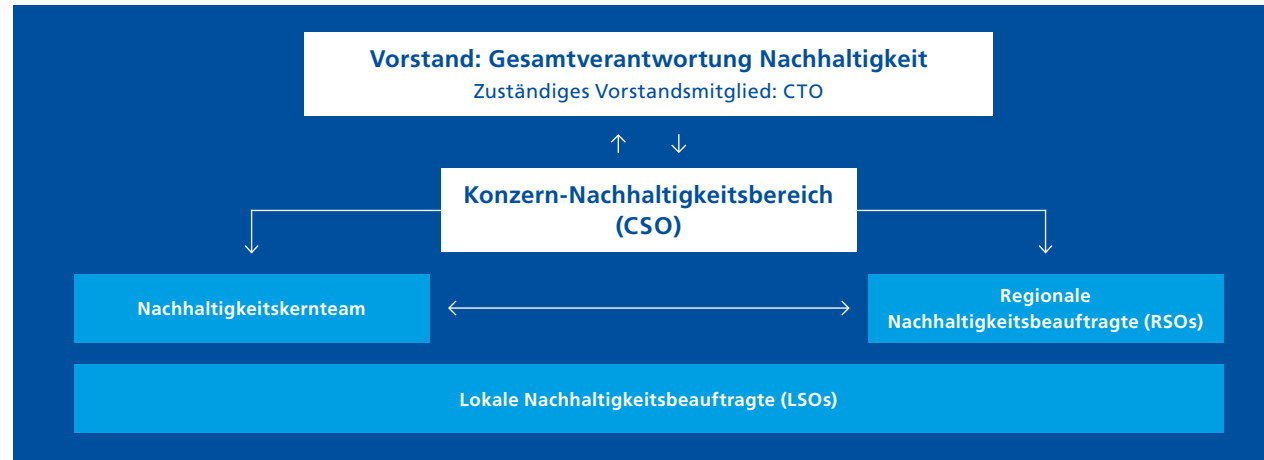 Vorstand: Gesamtverantwortung Nachhaltigkeit
Zuständiges Vorstandsmitglied: CTO
Konzern-Nachhaltigkeitsbereich
(CSO)
Nachhaltigkeitskernteam
Regionale
Nachhaltigkeitsbeauftragte (RSOs)
Lokale Nachhaltigkeitsbeauftragte (LSOs)